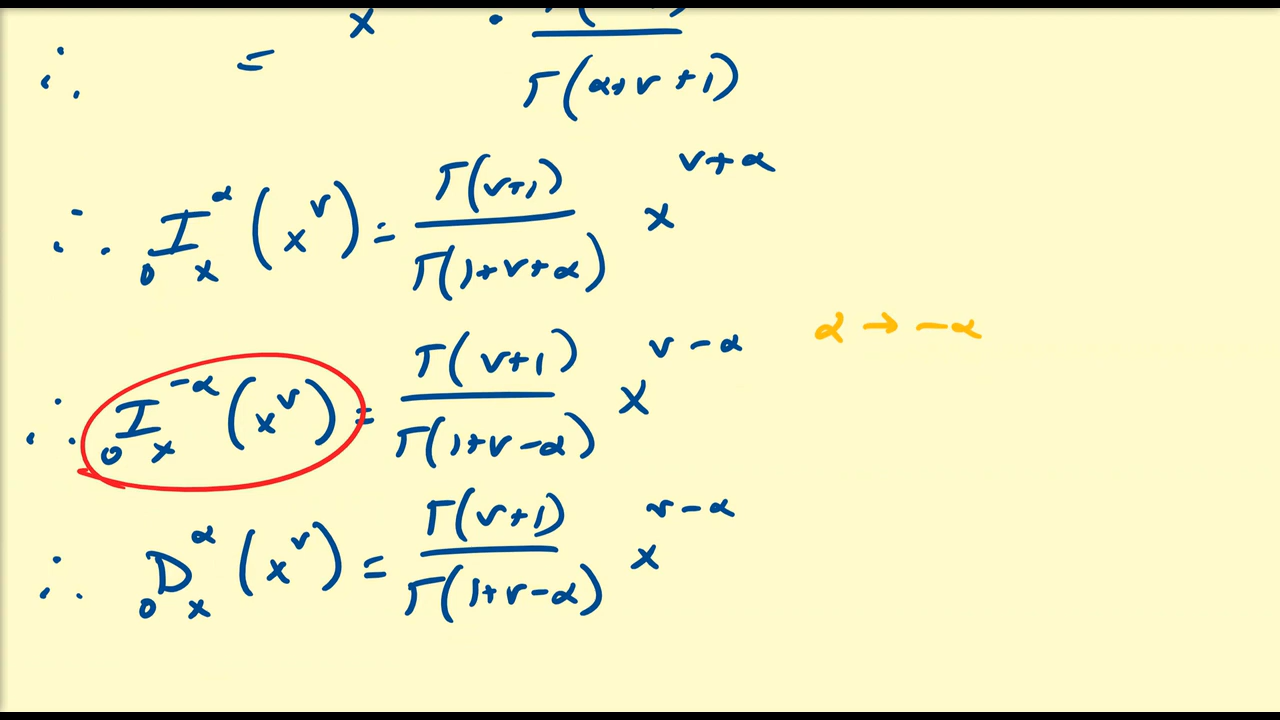 ∴ = x · Γ( ) / Γ(α+v+1)
∴ ₀I_x^α (x^v) = Γ(v+1) / Γ(1+v+α) x^(v+α)
α → -α
∴ ₀I_x^(-α) (x^v) = Γ(v+1) / Γ(1+v-α) x^(v-α)
∴ ₀D_x^α (x^v) = Γ(v+1) / Γ(1+v-α) x^(v-α)